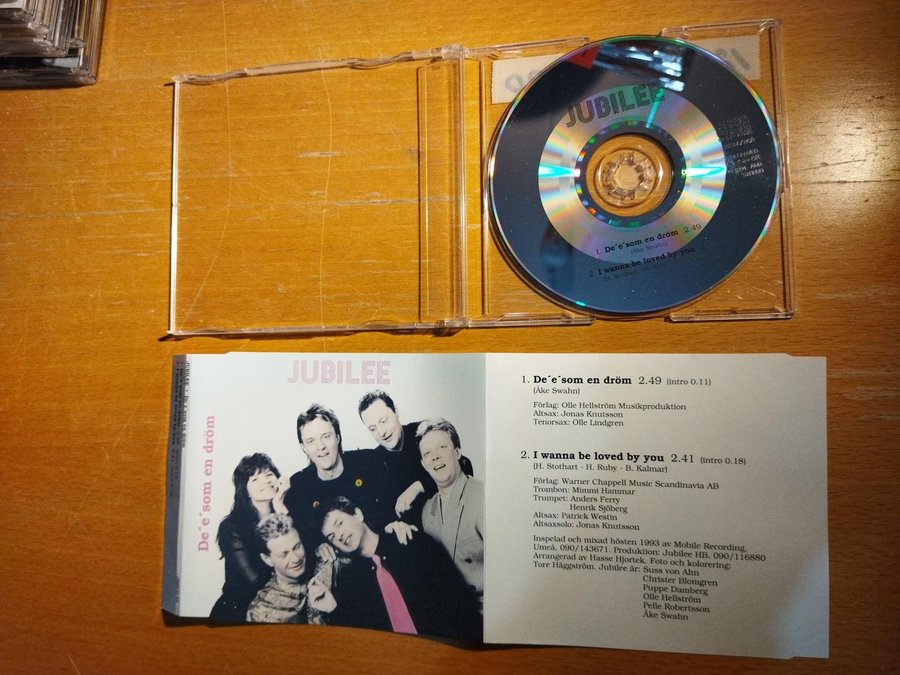 JUBILEE
1. De´e´som en dröm 2.49
(Åke Swahn)
2. I wanna be loved by you
JUBILEE
De´e´som en dröm
1. De´e´som en dröm 2.49 (intro 0.11)
(Åke Swahn)
Förlag: Olle Hellström Musikproduktion
Altsax: Jonas Knutsson
Tenorsax: Olle Lindgren
2. I wanna be loved by you 2.41 (intro 0.18)
(H. Stothart - H. Ruby - B. Kalmar)
Förlag: Warner Chappell Music Scandinavia AB
Trombon: Mimmi Hammar
Trumpet: Anders Ferry
Henrik Sjöberg
Altsax: Patrick Westin
Altsaxsolo: Jonas Knutsson
Inspelad och mixad hösten 1993 av Mobile Recording,
Umeå, 090/143671. Produktion: Jubilee HB, 090/116880
Arrangerad av Hasse Hjortek. Foto och kolorering:
Tore Häggström. Jubilee är: Suss von Ahn
Christer Blomgren
Puppe Damberg
Olle Hellström
Pelle Robertsson
Åke Swahn